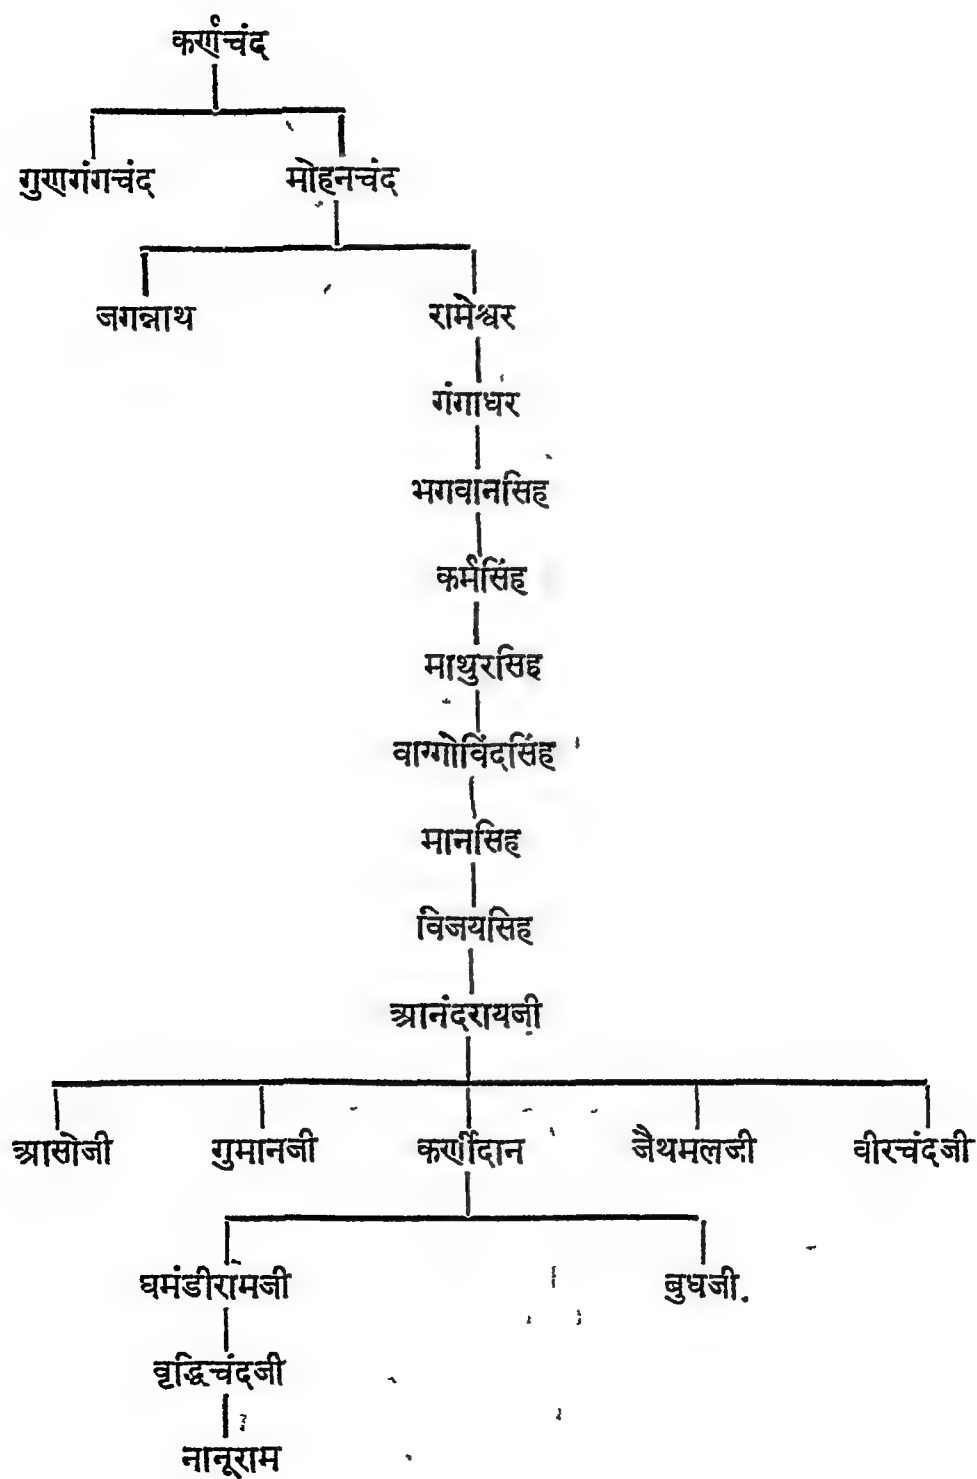 कर्णचंद
गुणगंगचंद मोहनचंद
जगन्नाथ रामेश्वर
गंगाधर
भगवानसिह
कर्मसिंह
माथुरसिह
वाग्गोविंदसिंह
मानसिह
विजयसिह
आनंदरायजी
आसोजी गुमानजी कर्णीदान जैथमलजी वीरचंदजी
घमंडीरामजी बुधजी.
वृद्धिचंदजी
नानूराम